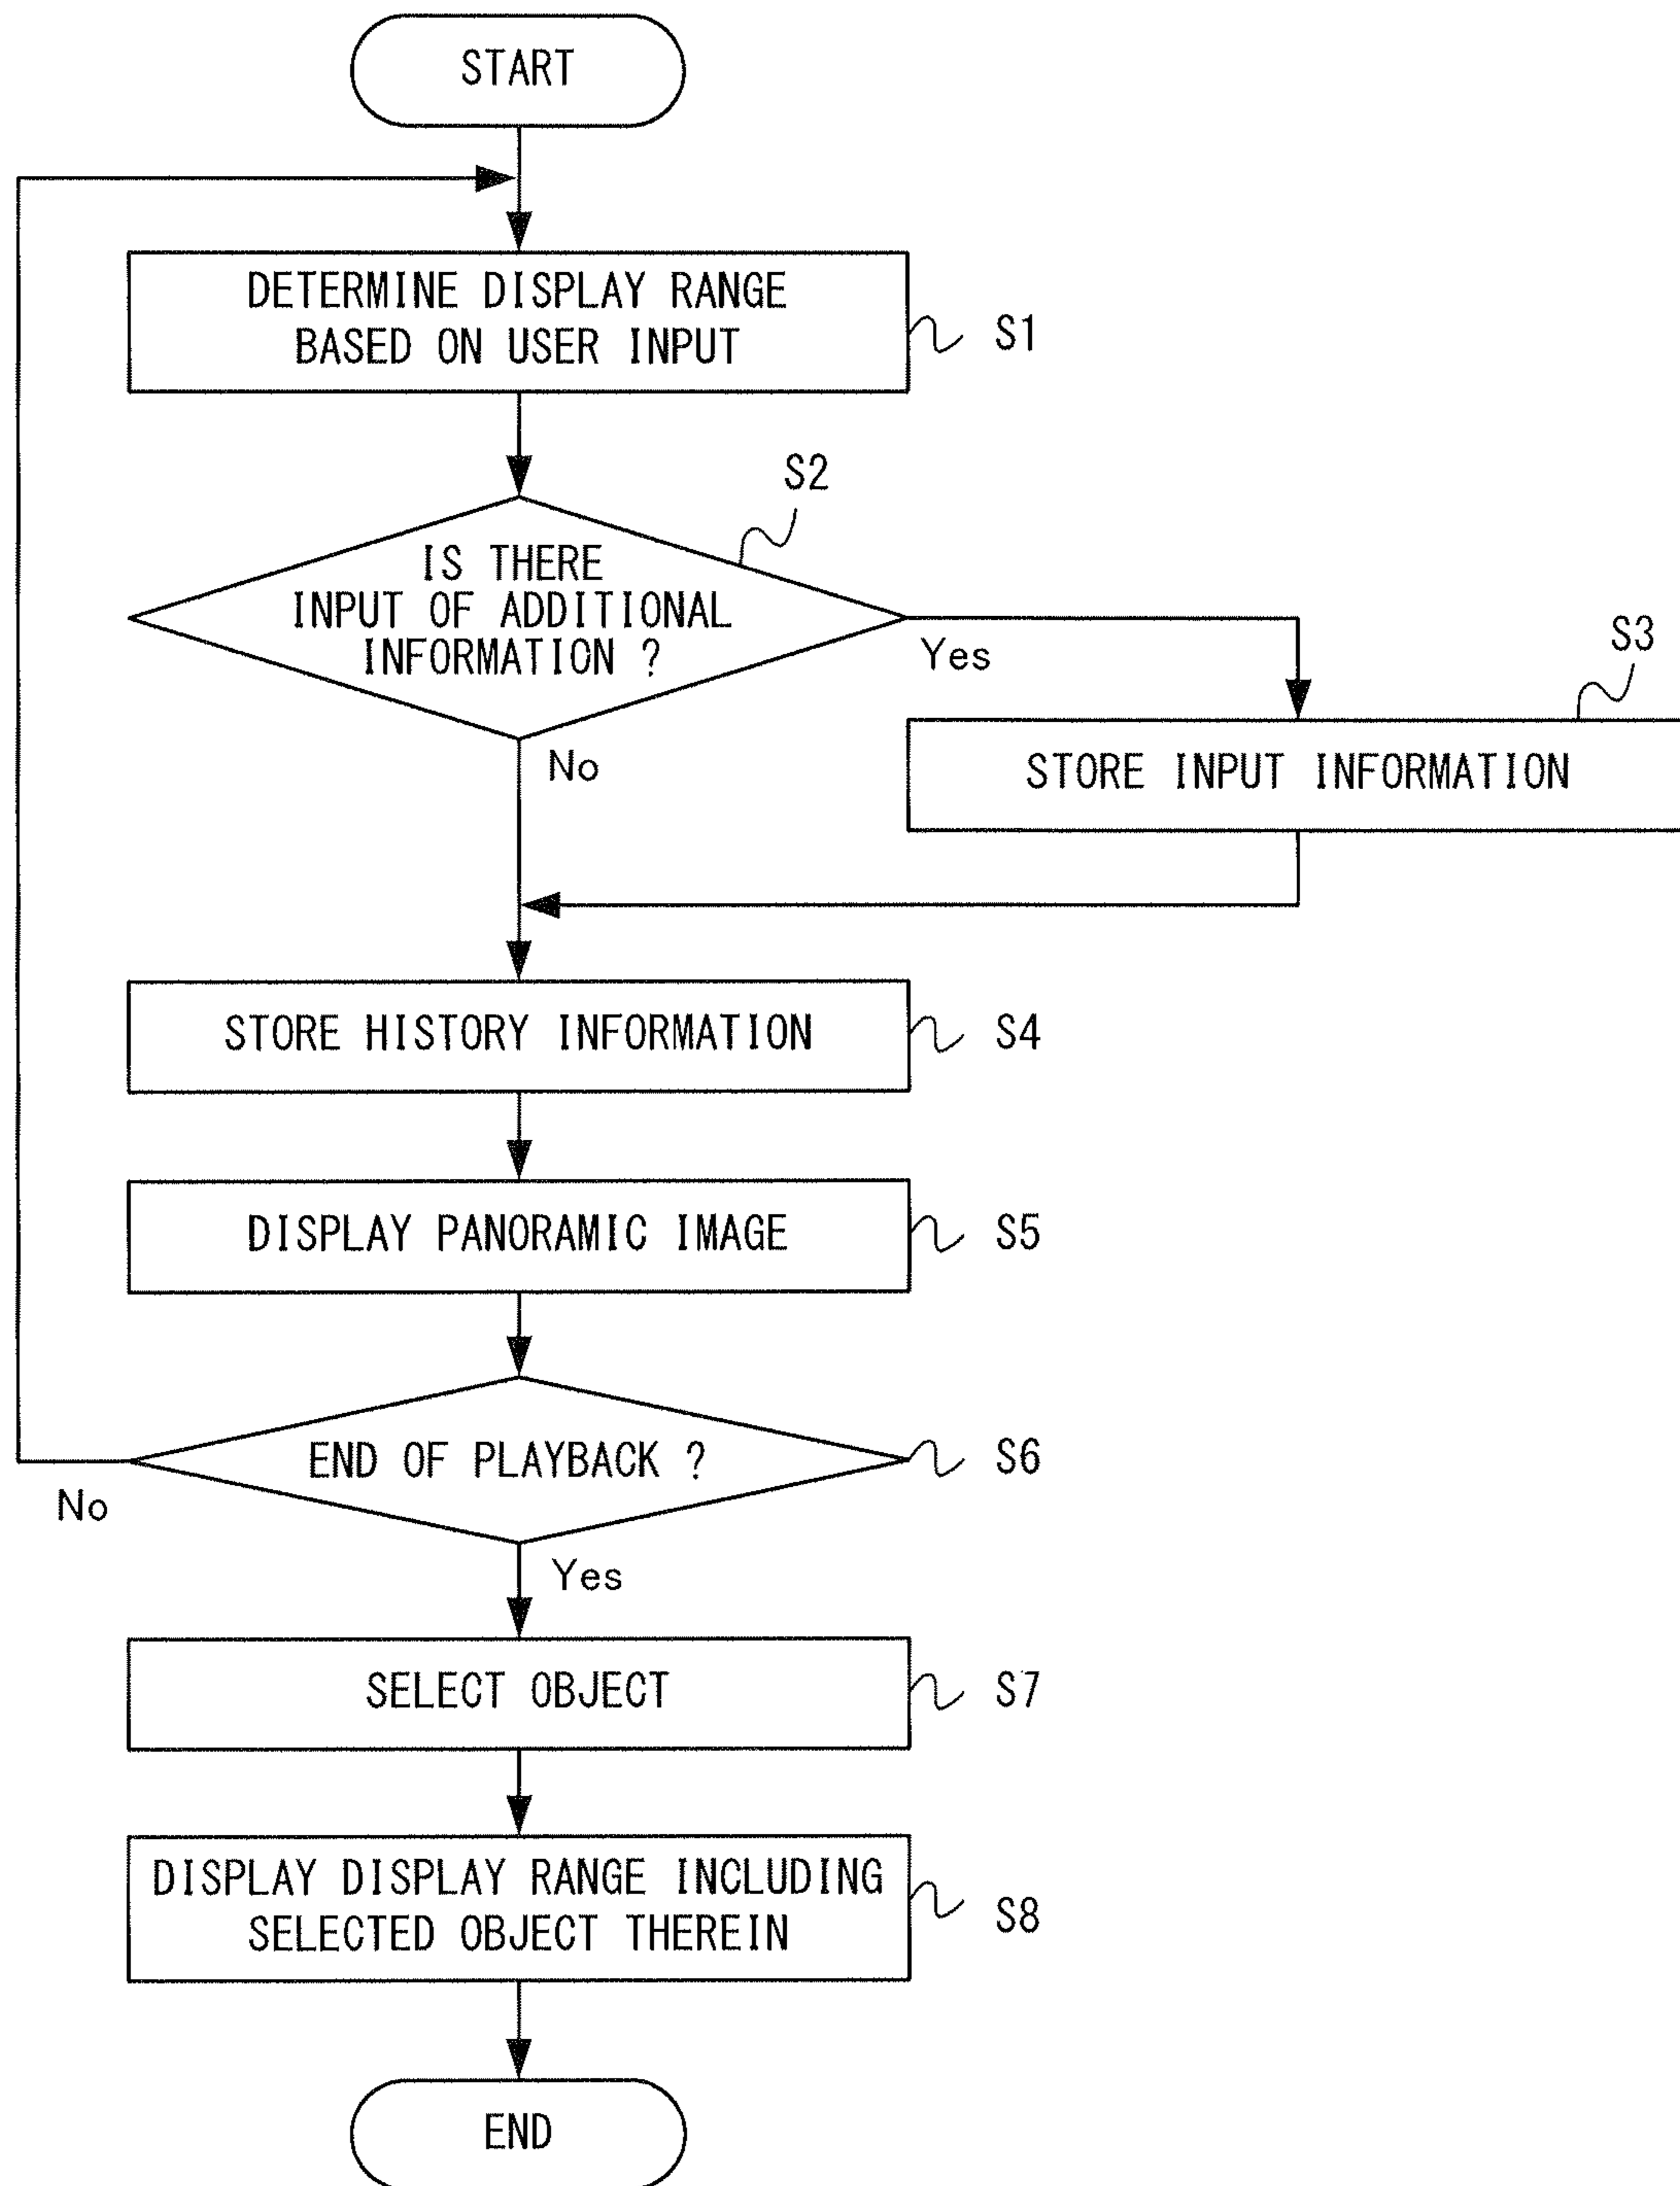 START
DETERMINE DISPLAY RANGE
BASED ON USER INPUT
S1
S2
IS THERE
INPUT OF ADDITIONAL
INFORMATION ?
Yes
No
S3
STORE INPUT INFORMATION
STORE HISTORY INFORMATION
S4
DISPLAY PANORAMIC IMAGE
S5
END OF PLAYBACK ?
S6
No
Yes
SELECT OBJECT
S7
DISPLAY DISPLAY RANGE INCLUDING
SELECTED OBJECT THEREIN
S8
END